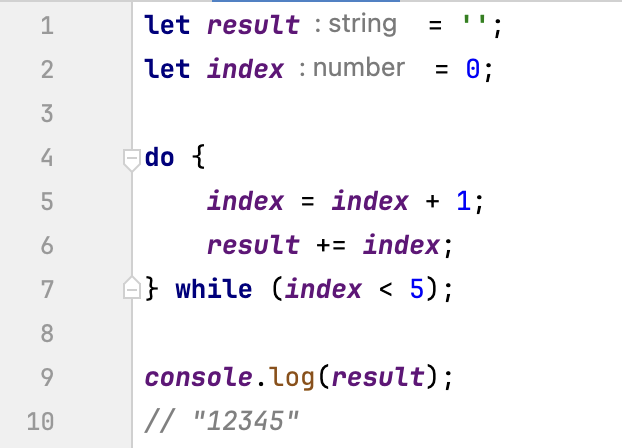 1 let result : string = '';
2 let index : number = 0;
3
4 do {
5 index = index + 1;
6 result += index;
7 } while (index < 5);
8
9 console.log(result);
10 // "12345"